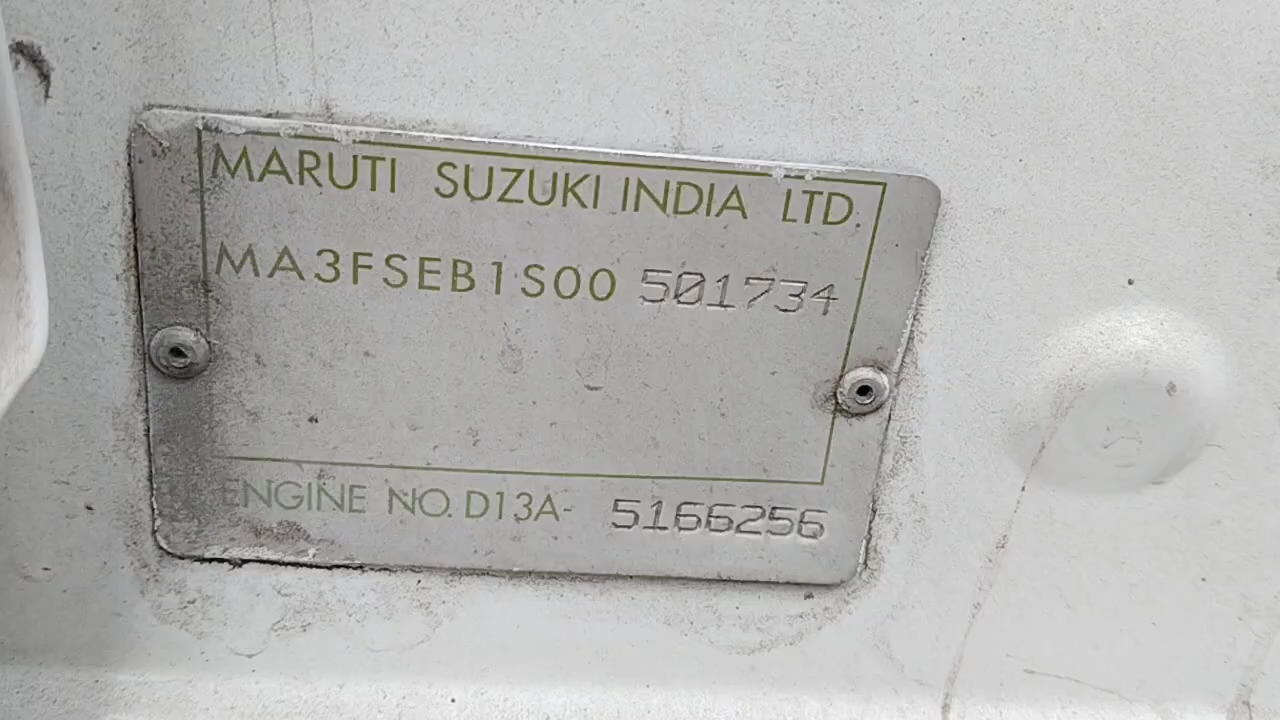 MARUTI SUZUKI INDIA LTD.
MA3FSEB1S00 501734
ENGINE NO. D13A- 5166256